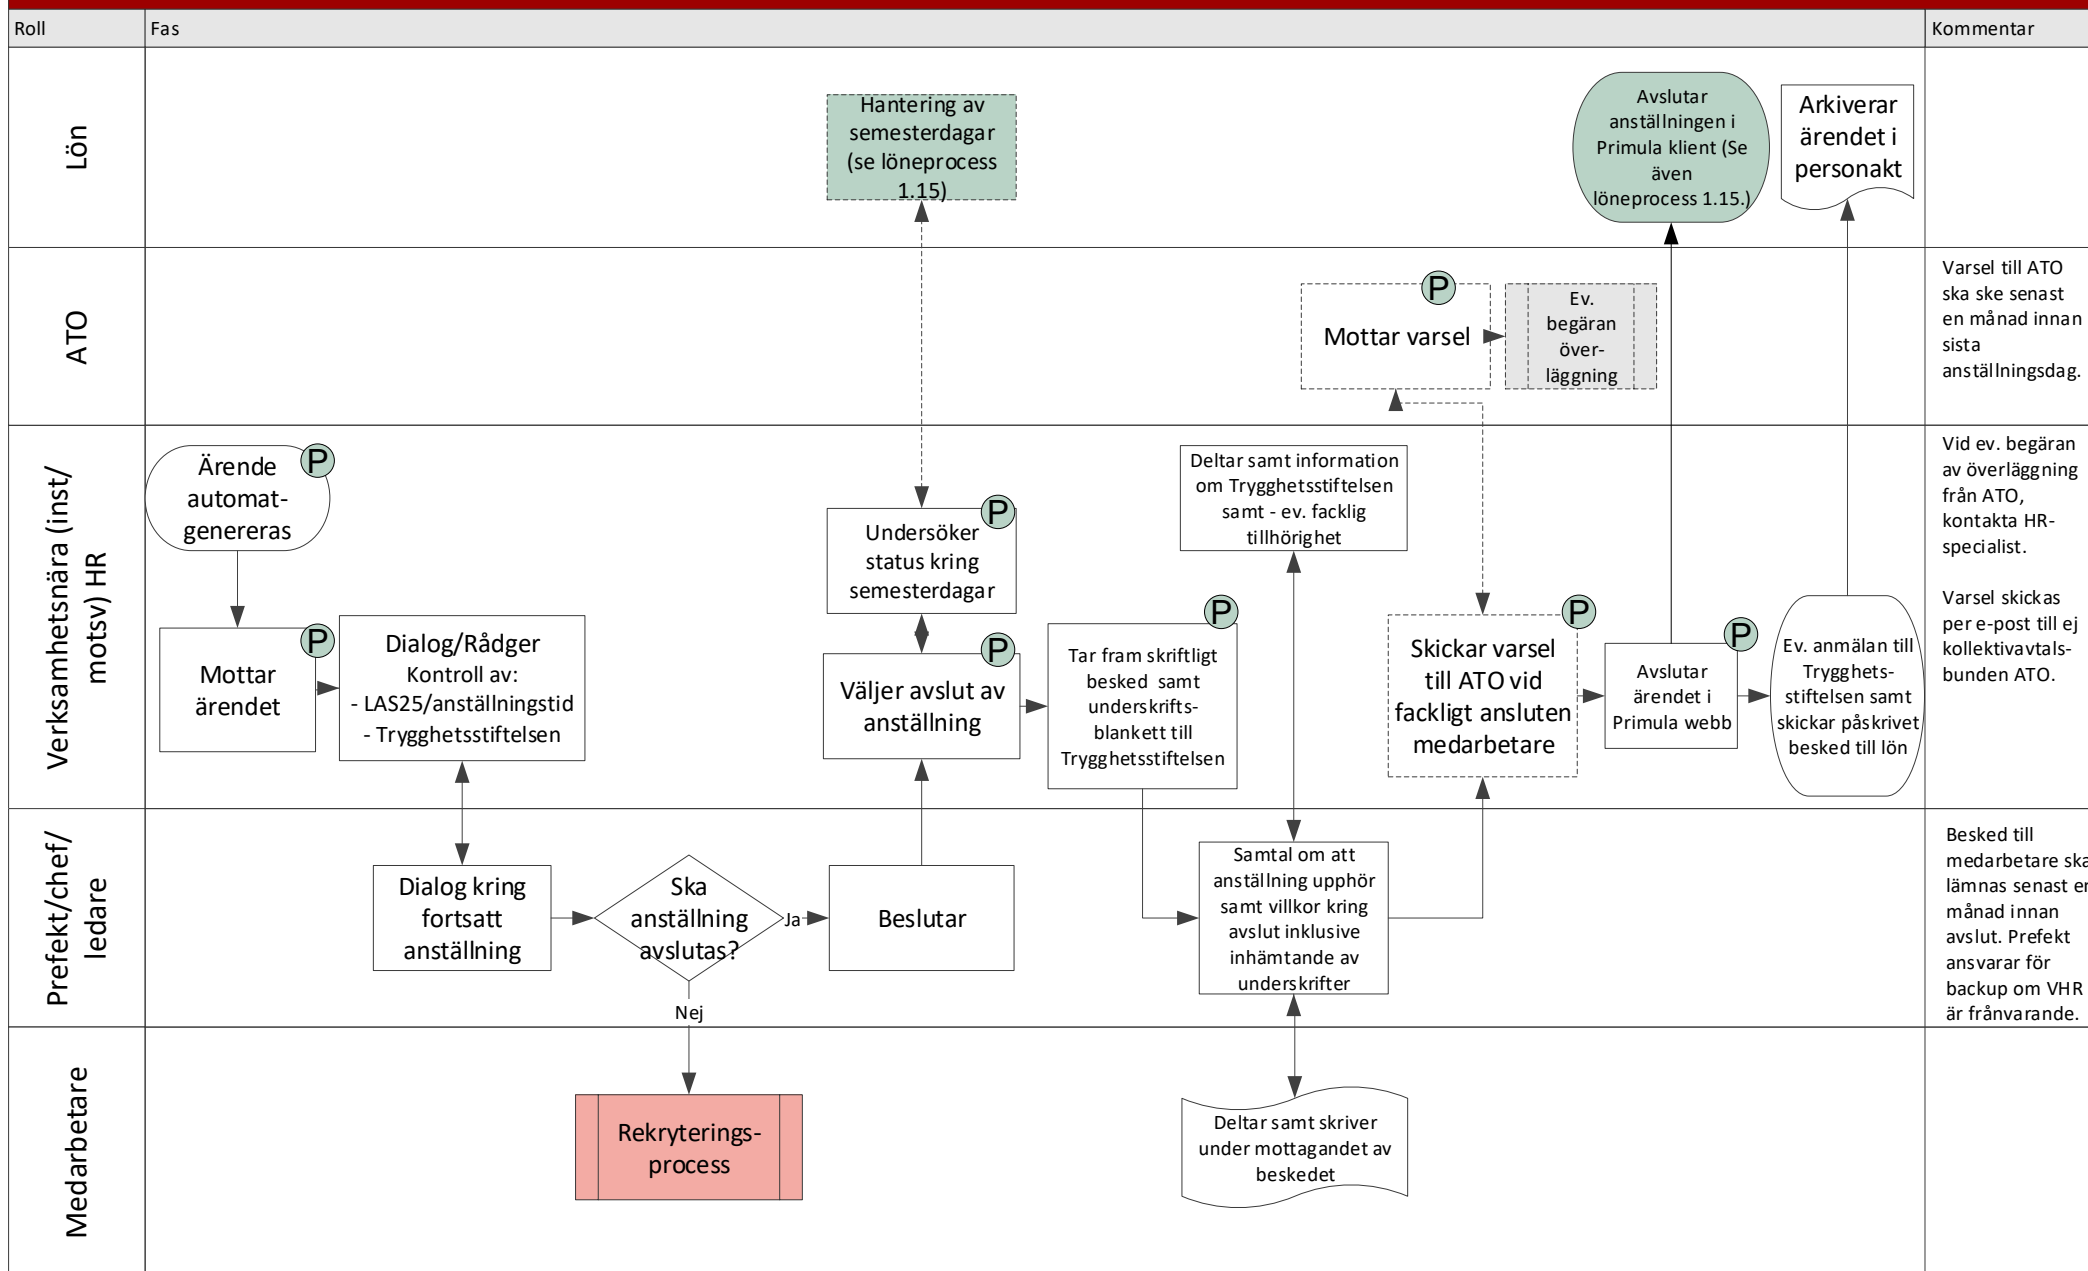 Roll
Fas
Kommentar
Lön
Hantering av
semesterdagar
(se löneprocess
1.15)
Avslutar
anställningen i
Primula klient (Se
även
löneprocess 1.15.)
Arkiverar
ärendet i
personakt
ATO
P
Mottar varsel
Ev.
begäran
över-
läggning
Varsel till ATO
ska ske senast
en månad innan
sista
anställningsdag.
Verksamhetsnära (inst/
motsv) HR
Ärende
automat-
genereras
P
Mottar
ärendet
P
Dialog/Rådger
Kontroll av:
- LAS25/anställningstid
- Trygghetsstiftelsen
Undersöker
status kring
semesterdagar
P
Väljer avslut av
anställning
P
Tar fram skriftligt
besked samt
underskrifts-
blankett till
Trygghetsstiftelsen
P
Deltar samt information
om Trygghetsstiftelsen
samt - ev. facklig
tillhörighet
Skickar varsel
till ATO vid
fackligt ansluten
medarbetare
P
Avslutar
ärendet i
Primula webb
P
Ev. anmälan till
Trygghets-
stiftelsen samt
skickar påskrivet
besked till lön
Vid ev. begäran
av överläggning
från ATO,
kontakta HR-
specialist.
Varsel skickas
per e-post till ej
kollektivavtals-
bunden ATO.
Prefekt/chef/
ledare
Dialog kring
fortsatt
anställning
Ska
anställning
avslutas?
Ja
Nej
Beslutar
Samtal om att
anställning upphör
samt villkor kring
avslut inklusive
inhämtande av
underskrifter
Besked till
medarbetare ska
lämnas senast en
månad innan
avslut. Prefekt
ansvarar för
backup om VHR
är frånvarande.
Medarbetare
Rekryterings-
process
Deltar samt skriver
under mottagandet av
beskedet